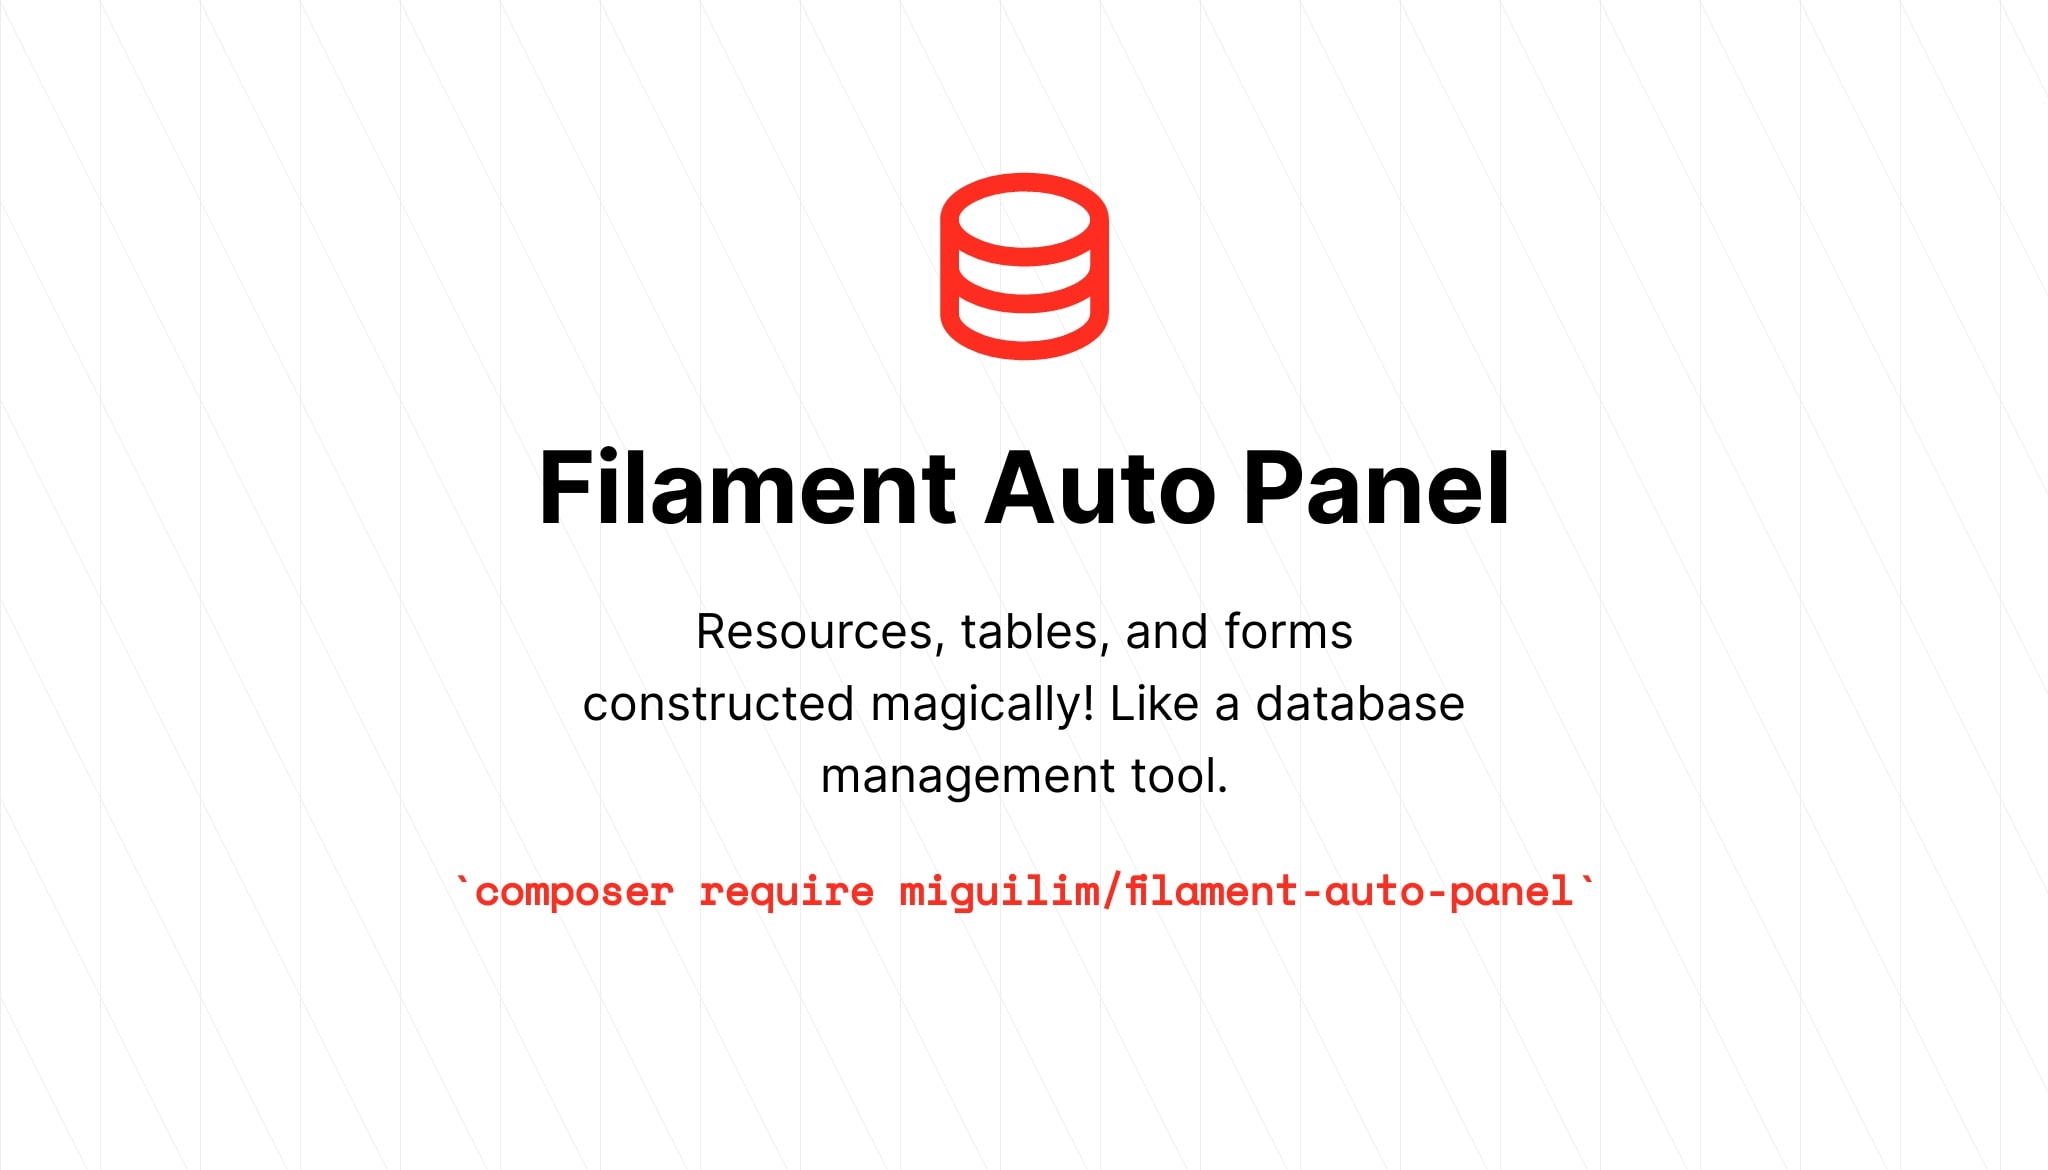 Filament Auto Panel
Resources, tables, and forms
constructed magically! Like a database
management tool.
`composer require miguilim/filament-auto-panel`